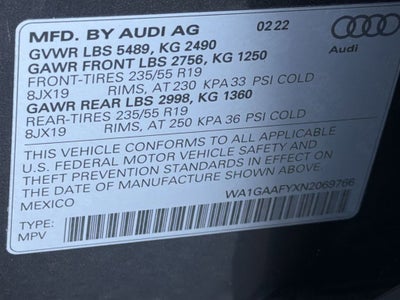 MFD. BY AUDI AG 02 22
GVWR LBS 5489, KG 2490
GAWR FRONT LBS 2756, KG 1250
FRONT-TIRES 235/55 R19
8JX19 RIMS, AT 230 KPA 33 PSI COLD
GAWR REAR LBS 2998, KG 1360
REAR-TIRES 235/55 R19
8JX19 RIMS, AT 250 KPA 36 PSI COLD
Audi
THIS VEHICLE CONFORMS TO ALL APPLICABLE
U.S. FEDERAL MOTOR VEHICLE SAFETY AND
THEFT PREVENTION STANDARDS IN EFFECT ON
THE DATE OF MANUFACTURE SHOWN ABOVE.
MEXICO
WA1GAAFYXN2069766
TYPE:
MPV